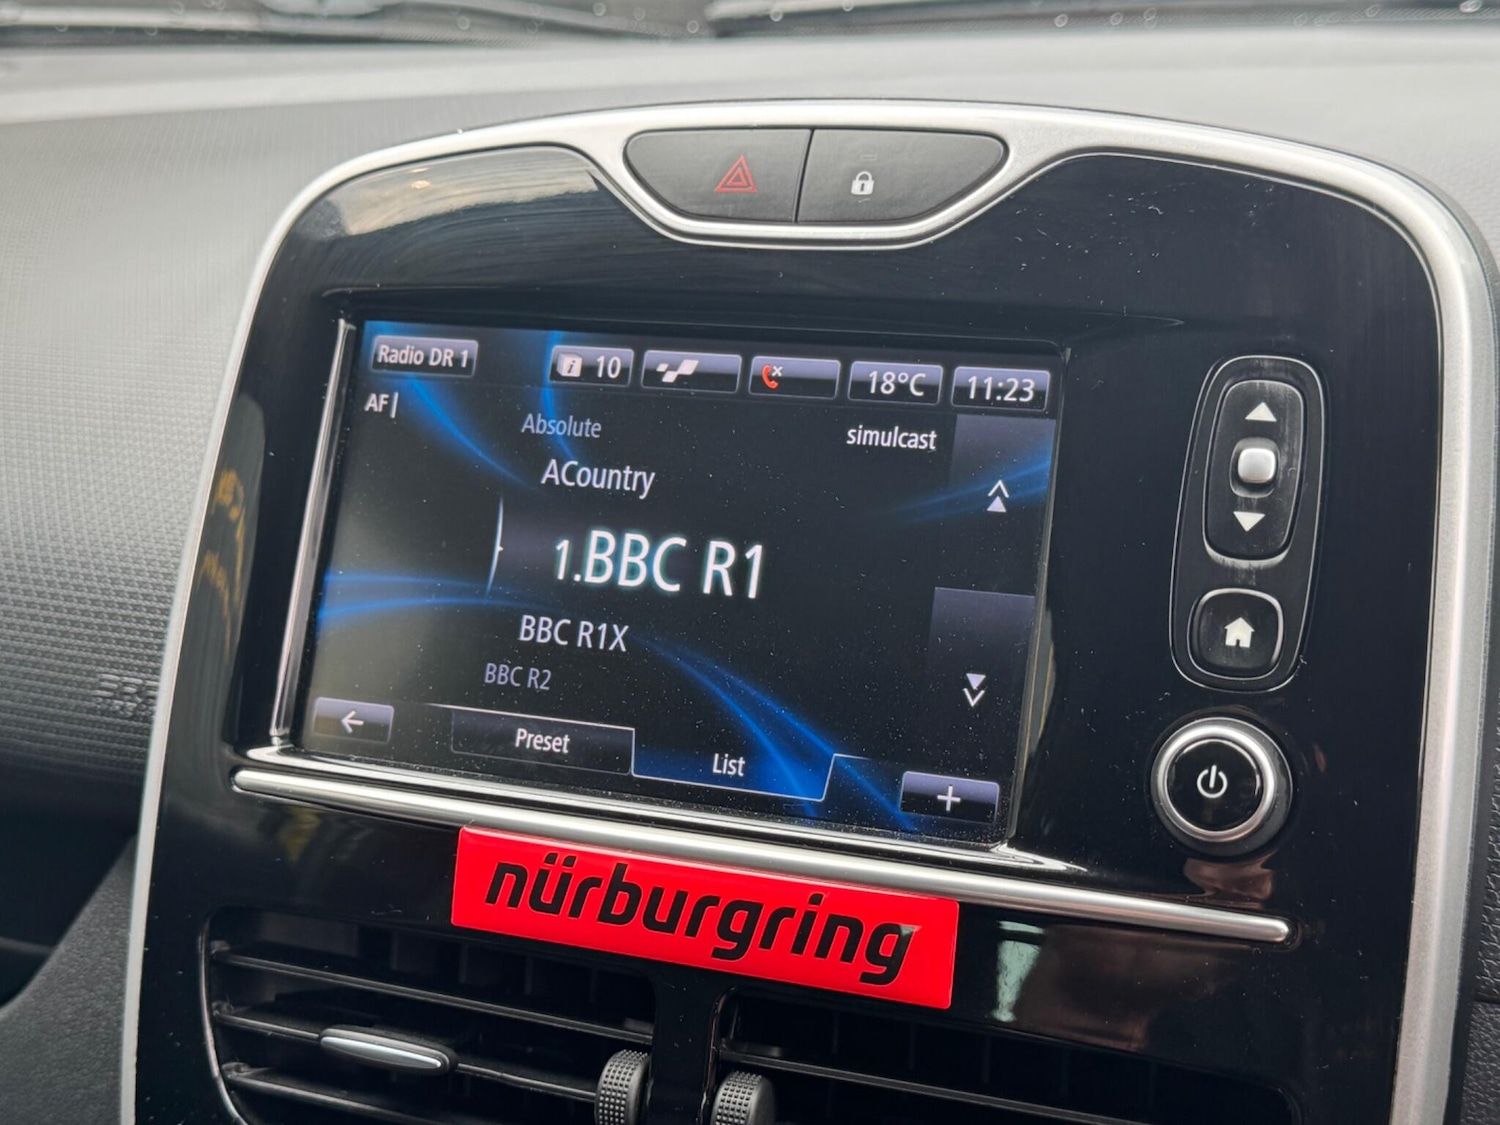 Radio DR 1
10
18°C
11:23
AF
Absolute
simulcast
ACountry
1.BBC R1
BBC R1X
BBC R2
Preset
List
+
nürburgring